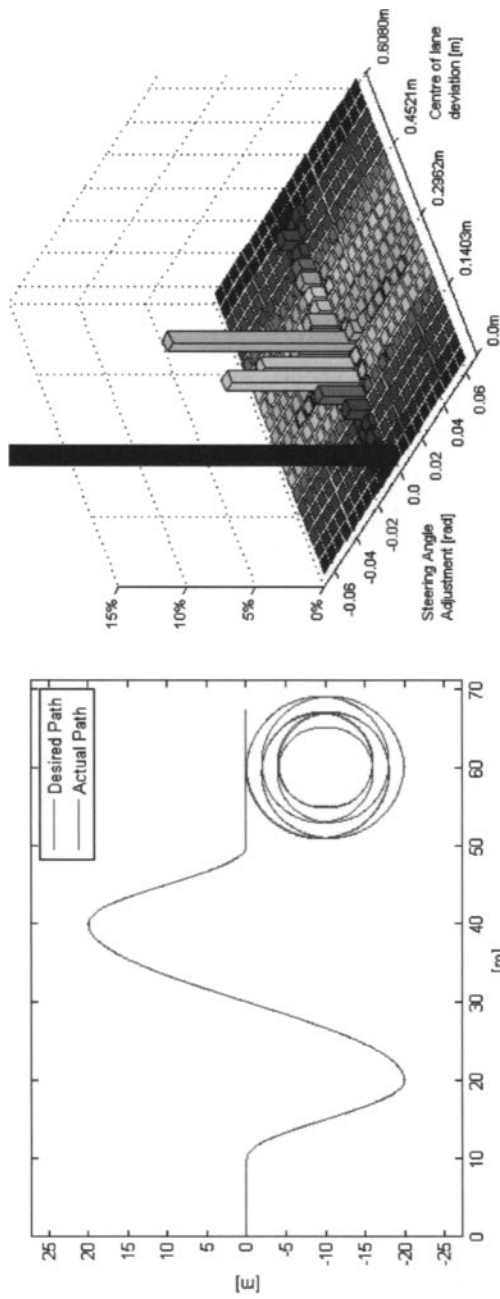 25
20
15
10
5
0
-5
-10
-15
-20
-25
[m]
0
10
20
30
40
50
60
70
[m]
Desired Path
Actual Path
15%
10%
5%
0%
-0.06
-0.04
-0.02
0.0
0.02
0.04
0.06
Steering Angle
Adjustment [rad]
0.0m
0.1403m
0.2962m
0.4521m
0.6080m
Centre of lane
deviation [m]